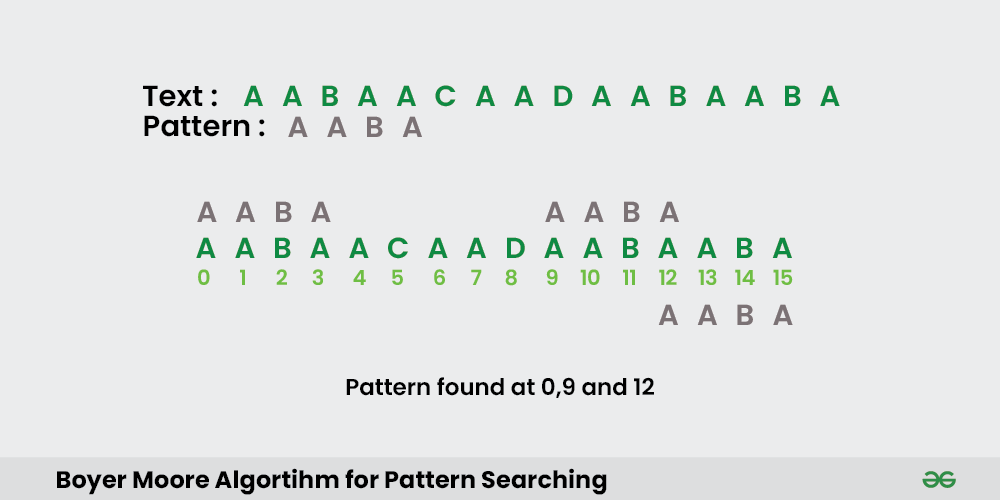 Text : A A B A A C A A D A A B A A B A
Pattern : A A B A
A A B A A A B A
A A B A A C A A D A A B A A B A
0 1 2 3 4 5 6 7 8 9 10 11 12 13 14 15
A A B A
Pattern found at 0,9 and 12
Boyer Moore Algortihm for Pattern Searching